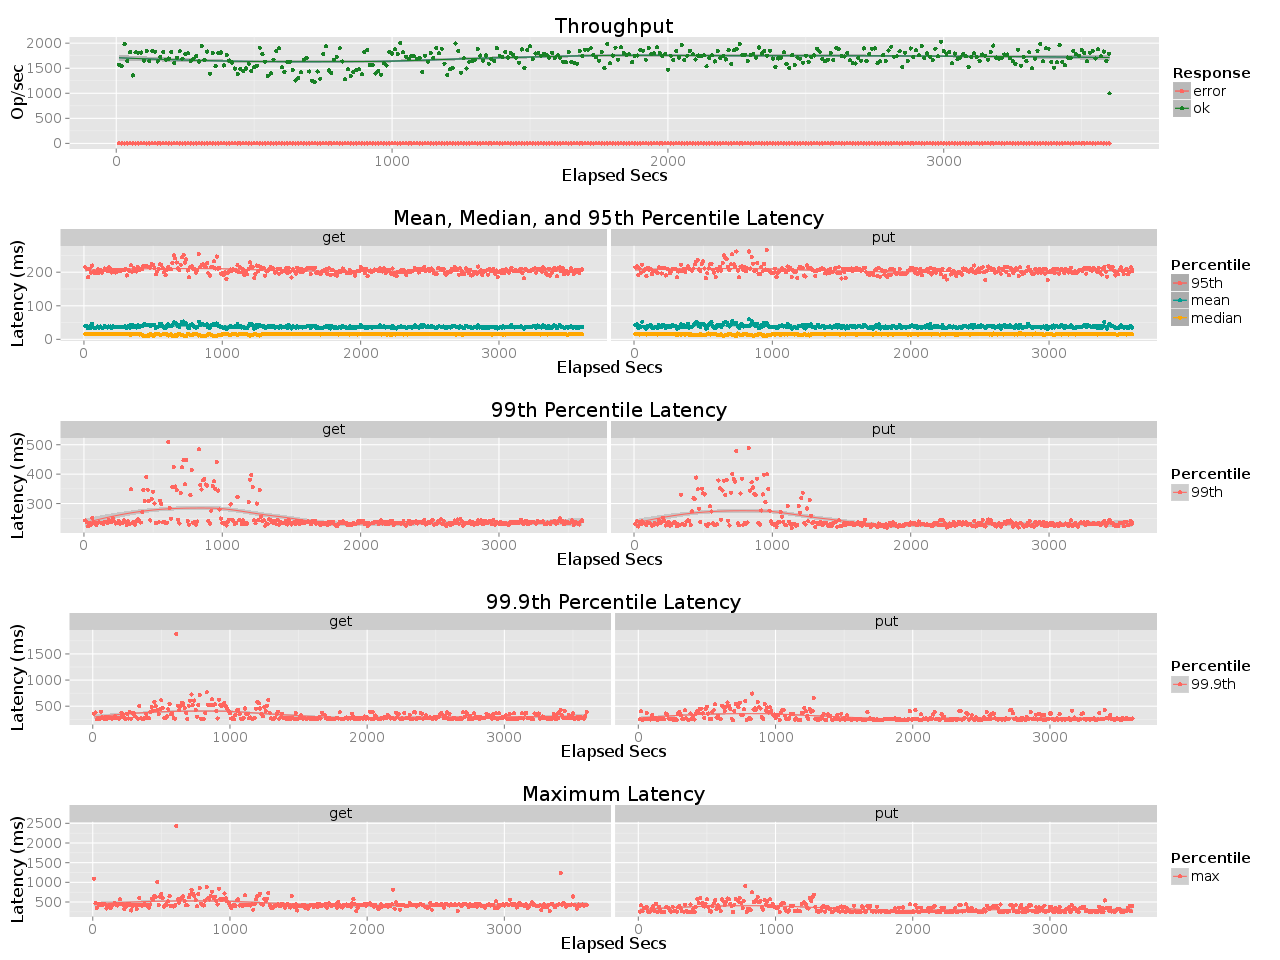 Throughput
Op/sec
2000
1500
1000
500
0
0 1000 2000 3000
Elapsed Secs
Response
error
ok
Mean, Median, and 95th Percentile Latency
get put
Latency (ms)
200
100
0
0 1000 2000 3000 0 1000 2000 3000
Elapsed Secs
Percentile
95th
mean
median
99th Percentile Latency
get put
Latency (ms)
500
400
300
0 1000 2000 3000 0 1000 2000 3000
Elapsed Secs
Percentile
99th
99.9th Percentile Latency
get put
Latency (ms)
1500
1000
500
0 1000 2000 3000 0 1000 2000 3000
Elapsed Secs
Percentile
99.9th
Maximum Latency
get put
Latency (ms)
2500
2000
1500
1000
500
0 1000 2000 3000 0 1000 2000 3000
Elapsed Secs
Percentile
max